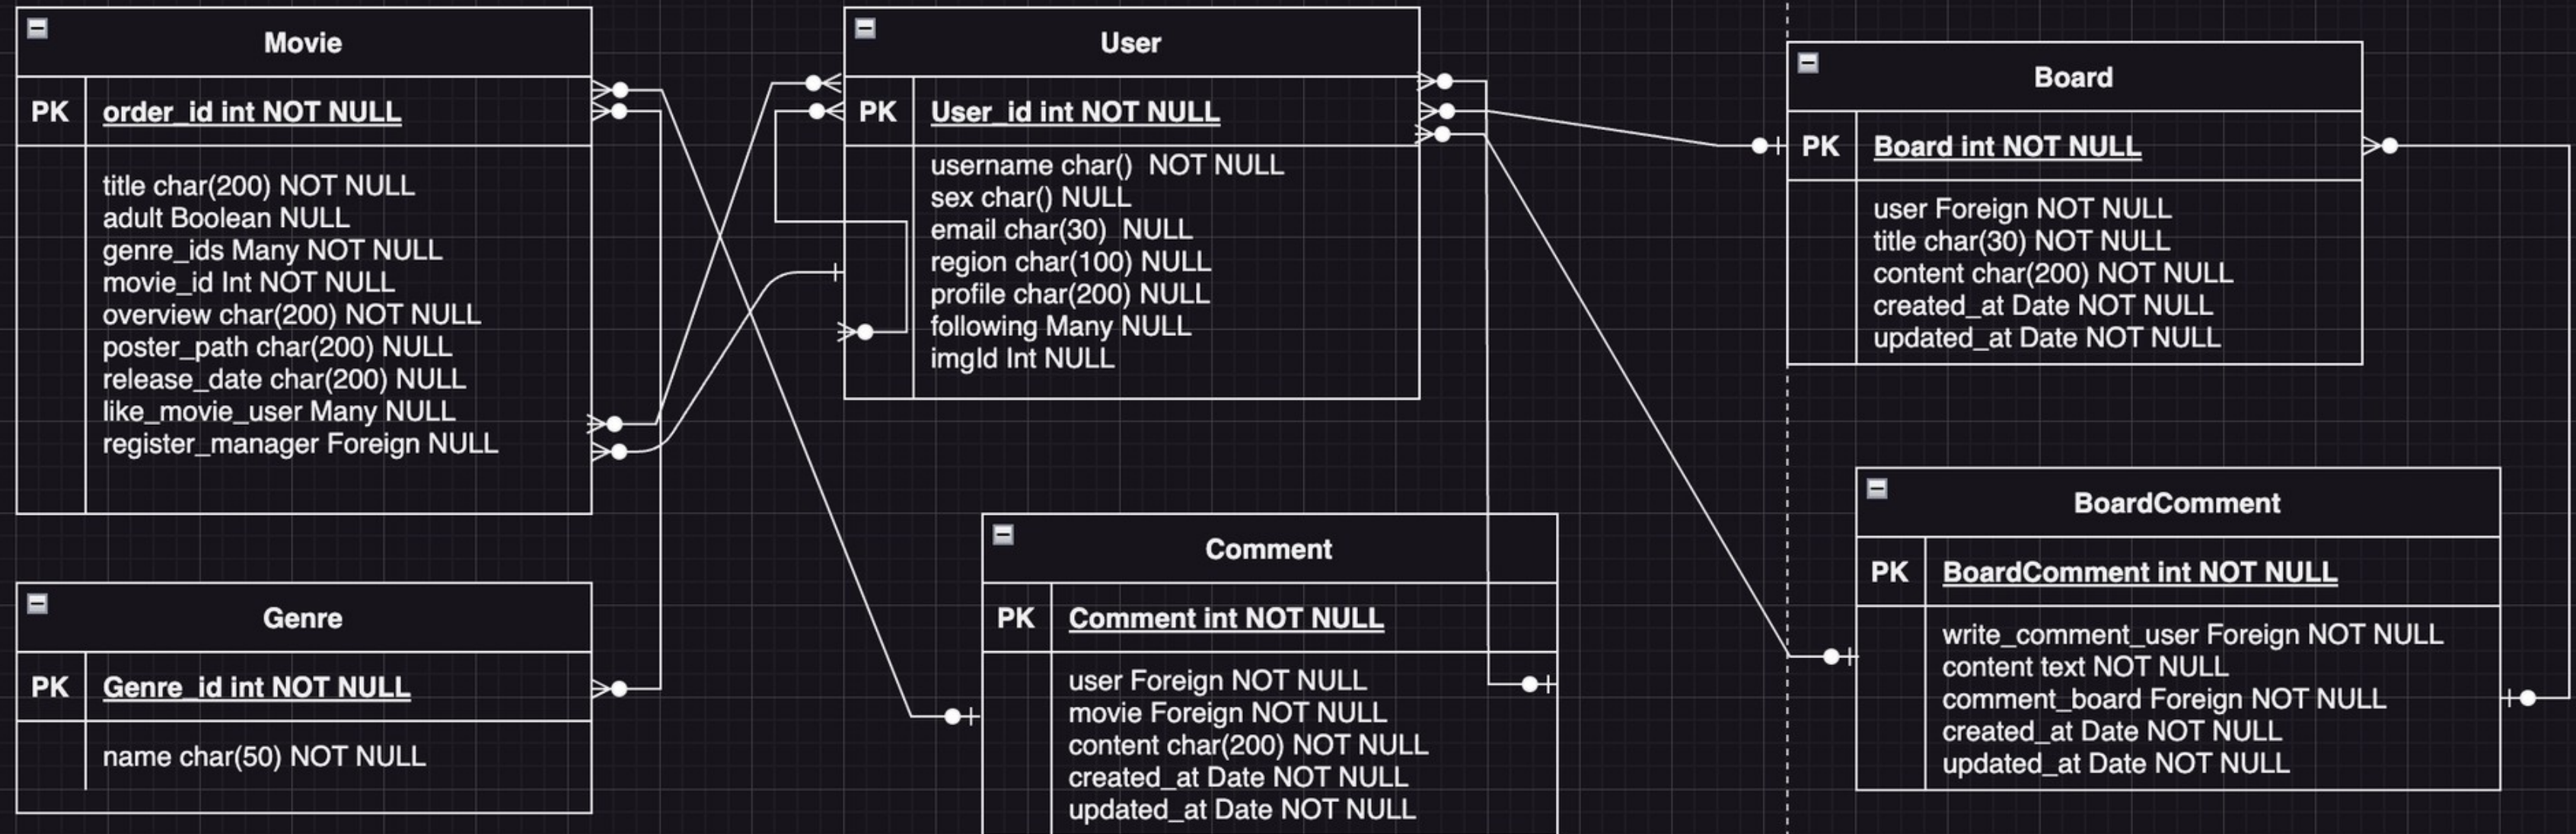 Movie
PK order_id int NOT NULL
title char(200) NOT NULL
adult Boolean NULL
genre_ids Many NOT NULL
movie_id Int NOT NULL
overview char(200) NOT NULL
poster_path char(200) NULL
release_date char(200) NULL
like_movie_user Many NULL
register_manager Foreign NULL
Genre
PK Genre_id int NOT NULL
name char(50) NOT NULL
User
PK User_id int NOT NULL
username char()  NOT NULL
sex char() NULL
email char(30)  NULL
region char(100) NULL
profile char(200) NULL
following Many NULL
imgId Int NULL
Comment
PK Comment int NOT NULL
user Foreign NOT NULL
movie Foreign NOT NULL
content char(200) NOT NULL
created_at Date NOT NULL
updated_at Date NOT NULL
Board
PK Board int NOT NULL
user Foreign NOT NULL
title char(30) NOT NULL
content char(200) NOT NULL
created_at Date NOT NULL
updated_at Date NOT NULL
BoardComment
PK BoardComment int NOT NULL
write_comment_user Foreign NOT NULL
content text NOT NULL
comment_board Foreign NOT NULL
created_at Date NOT NULL
updated_at Date NOT NULL